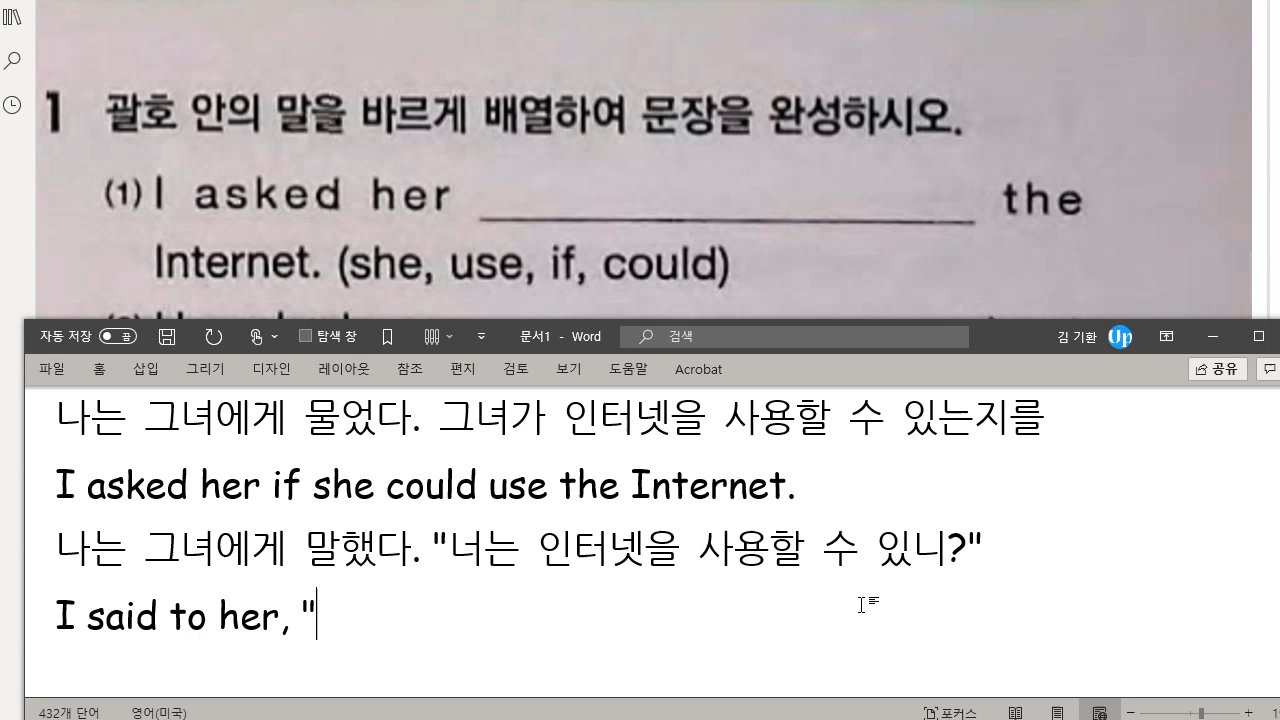 1 괄호 안의 말을 바르게 배열하여 문장을 완성하시오.
(1) I asked her ____________ the
Internet. (she, use, if, could)
자동 저장 끔 탐색 창 문서1 - Word 검색 김 기환 Up
파일 홈 삽입 그리기 디자인 레이아웃 참조 편지 검토 보기 도움말 Acrobat 공유
나는 그녀에게 물었다. 그녀가 인터넷을 사용할 수 있는지를
I asked her if she could use the Internet.
나는 그녀에게 말했다. "너는 인터넷을 사용할 수 있니?"
I said to her, "
432개 단어 영어(미국) 포커스